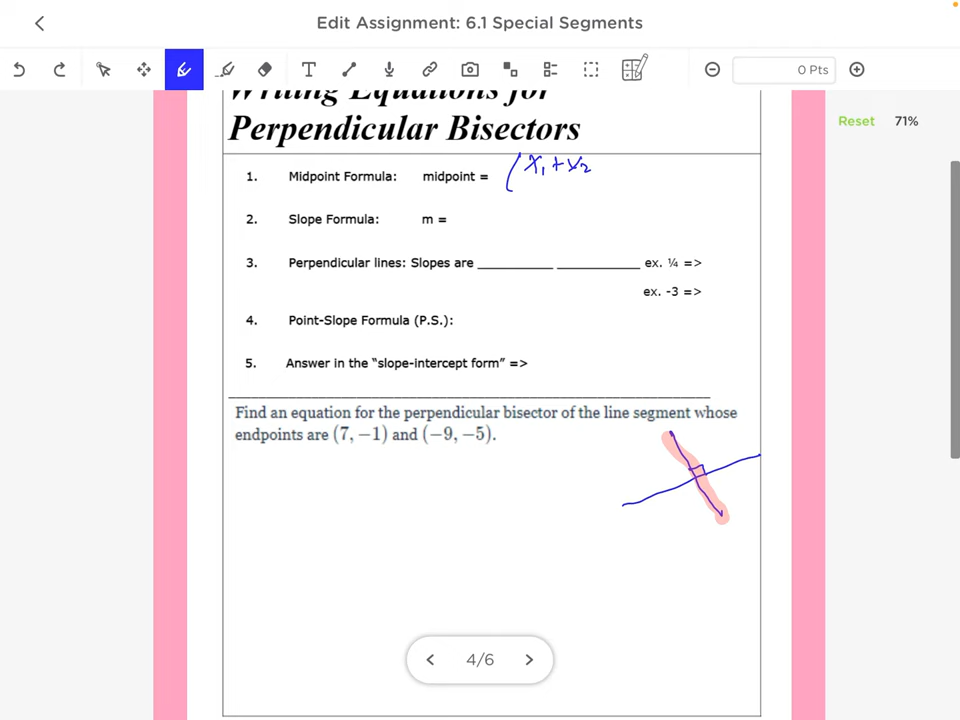 Edit Assignment: 6.1 Special Segments
T
0 Pts
Reset 71%
Writing Equations for
Perpendicular Bisectors
1. Midpoint Formula: midpoint = (x₁ + x₂
2. Slope Formula: m =
3. Perpendicular lines: Slopes are __________ ___________ ex. ¼ =>
ex. -3 =>
4. Point-Slope Formula (P.S.):
5. Answer in the “slope-intercept form” =>
Find an equation for the perpendicular bisector of the line segment whose
endpoints are (7, −1) and (−9, −5).
4/6